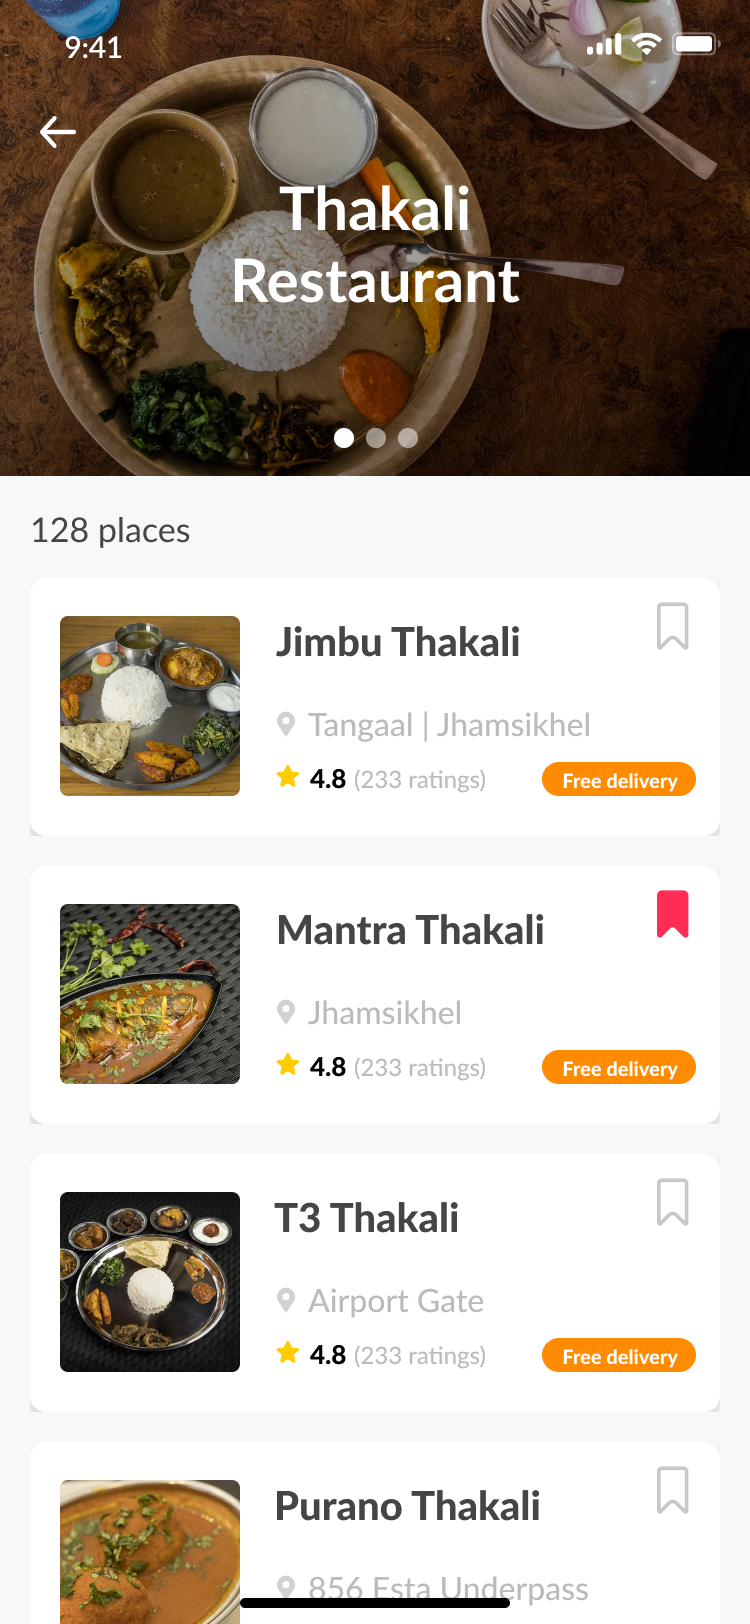 9:41
Thakali
Restaurant
128 places
Jimbu Thakali
Tangaal | Jhamsikhel
4.8 (233 ratings) Free delivery
Mantra Thakali
Jhamsikhel
4.8 (233 ratings) Free delivery
T3 Thakali
Airport Gate
4.8 (233 ratings) Free delivery
Purano Thakali
856 Esta Underpass